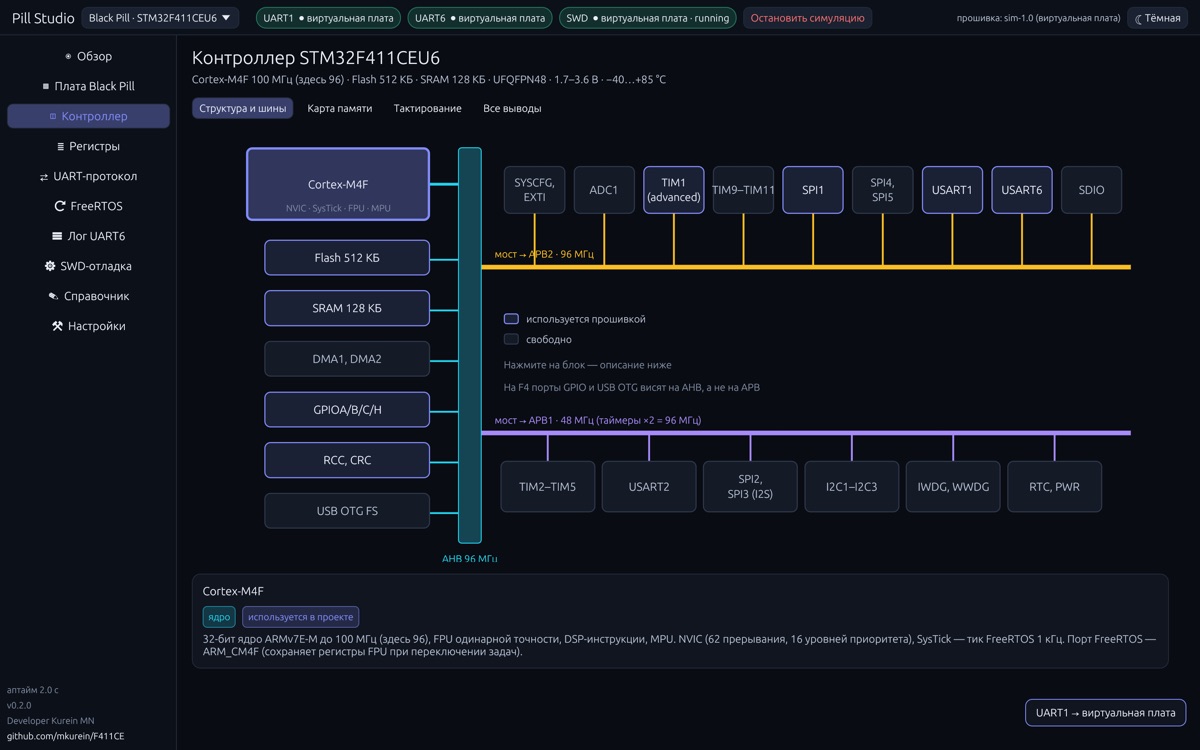 Pill Studio
Black Pill · STM32F411CEU6 ▼
UART1 ● виртуальная плата
UART6 ● виртуальная плата
SWD ● виртуальная плата · running
Остановить симуляцию
прошивка: sim-1.0 (виртуальная плата)
Тёмная
Обзор
Плата Black Pill
Контроллер
Регистры
UART-протокол
FreeRTOS
Лог UART6
SWD-отладка
Справочник
Настройки
аптайм 2.0 с
v0.2.0
Developer Kurein MN
github.com/mkurein/F411CE
Контроллер STM32F411CEU6
Cortex-M4F 100 МГц (здесь 96) · Flash 512 КБ · SRAM 128 КБ · UFQFPN48 · 1.7–3.6 В · −40…+85 °C
Структура и шины
Карта памяти
Тактирование
Все выводы
Cortex-M4F
NVIC · SysTick · FPU · MPU
Flash 512 КБ
SRAM 128 КБ
DMA1, DMA2
GPIOA/B/C/H
RCC, CRC
USB OTG FS
AHB 96 МГц
SYSCFG,
EXTI
ADC1
TIM1
(advanced)
TIM9–TIM11
SPI1
SPI4,
SPI5
USART1
USART6
SDIO
мост → APB2 · 96 МГц
используется прошивкой
свободно
Нажмите на блок — описание ниже
На F4 порты GPIO и USB OTG висят на AHB, а не на APB
мост → APB1 · 48 МГц (таймеры ×2 = 96 МГц)
TIM2–TIM5
USART2
SPI2,
SPI3 (I2S)
I2C1–I2C3
IWDG, WWDG
RTC, PWR
Cortex-M4F
ядро
используется в проекте
32-бит ядро ARMv7E-M до 100 МГц (здесь 96), FPU одинарной точности, DSP-инструкции, MPU. NVIC (62 прерывания, 16 уровней приоритета), SysTick — тик FreeRTOS 1 кГц. Порт FreeRTOS —
ARM_CM4F (сохраняет регистры FPU при переключении задач).
UART1 → виртуальная плата